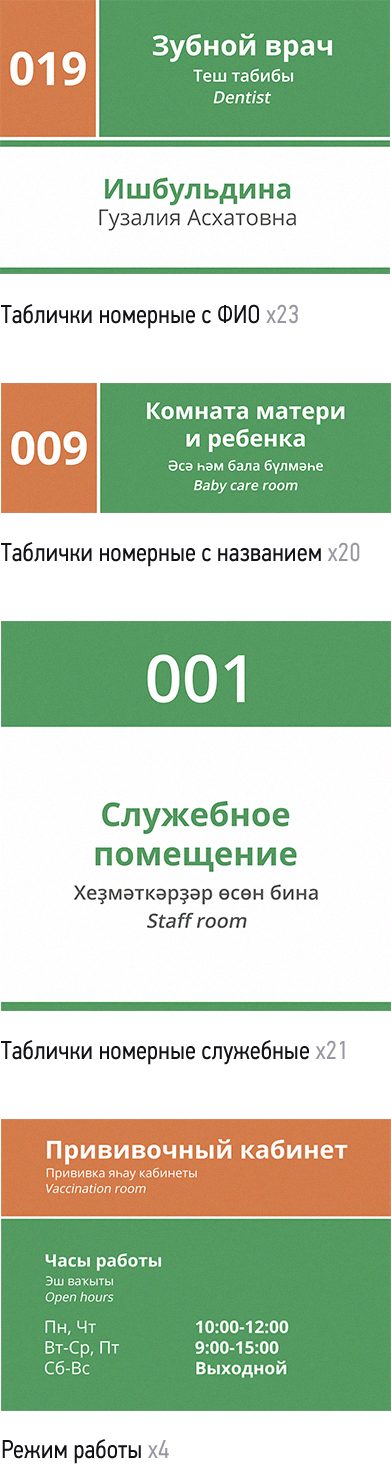 019
Зубной врач
Теш табибы
Dentist
Ишбульдина
Гузалия Асхатовна
Таблички номерные с ФИО x23
009
Комната матери
и ребенка
Әсә һәм бала бүлмәһе
Baby care room
Таблички номерные с названием x20
001
Служебное
помещение
Хеҙмәткәрҙәр өсөн бина
Staff room
Таблички номерные служебные x21
Прививочный кабинет
Прививка яһау кабинеты
Vaccination room
Часы работы
Эш ваҡыты
Open hours
Пн, Чт 10:00-12:00
Вт-Ср, Пт 9:00-15:00
Сб-Вс Выходной
Режим работы x4